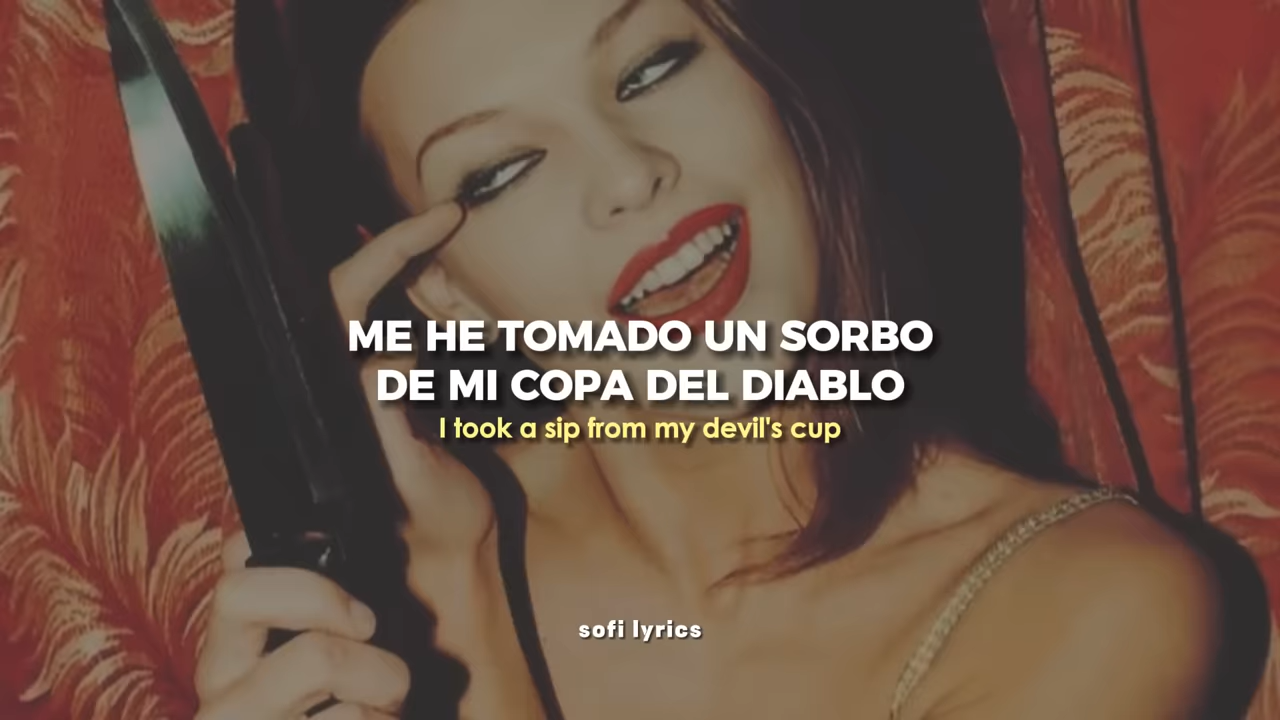 ME HE TOMADO UN SORBO
DE MI COPA DEL DIABLO
I took a sip from my devil's cup
sofi lyrics